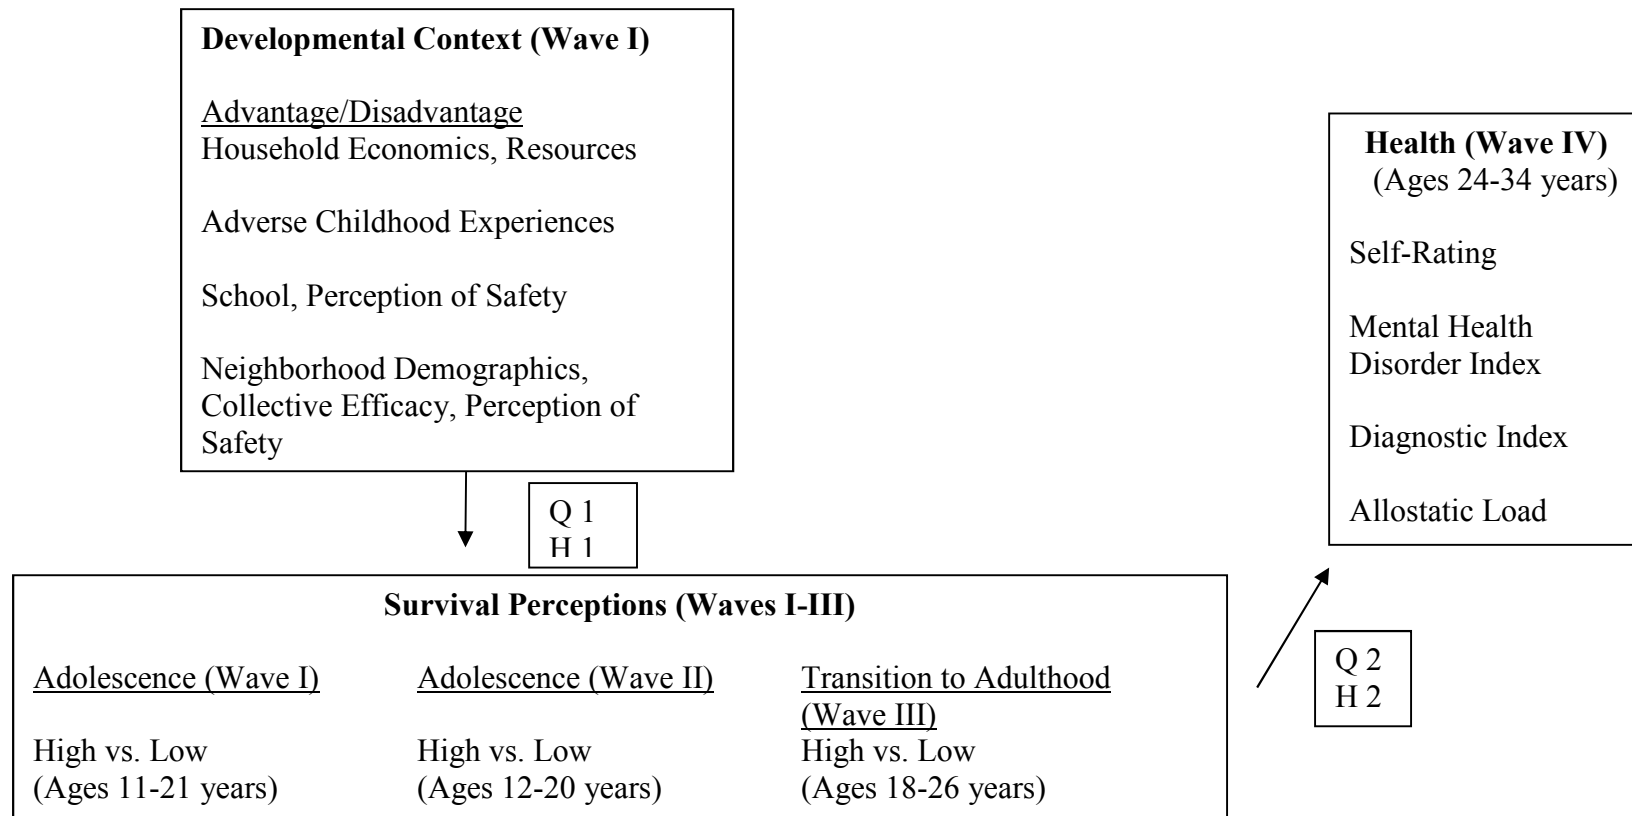 Developmental Context (Wave I)
Advantage/Disadvantage
Household Economics, Resources
Adverse Childhood Experiences
School, Perception of Safety
Neighborhood Demographics,
Collective Efficacy, Perception of
Safety
Health (Wave IV)
(Ages 24-34 years)
Self-Rating
Mental Health
Disorder Index
Diagnostic Index
Allostatic Load
Q 1
H 1
Survival Perceptions (Waves I-III)
Adolescence (Wave I)
High vs. Low
(Ages 11-21 years)
Adolescence (Wave II)
High vs. Low
(Ages 12-20 years)
Transition to Adulthood
(Wave III)
High vs. Low
(Ages 18-26 years)
Q 2
H 2